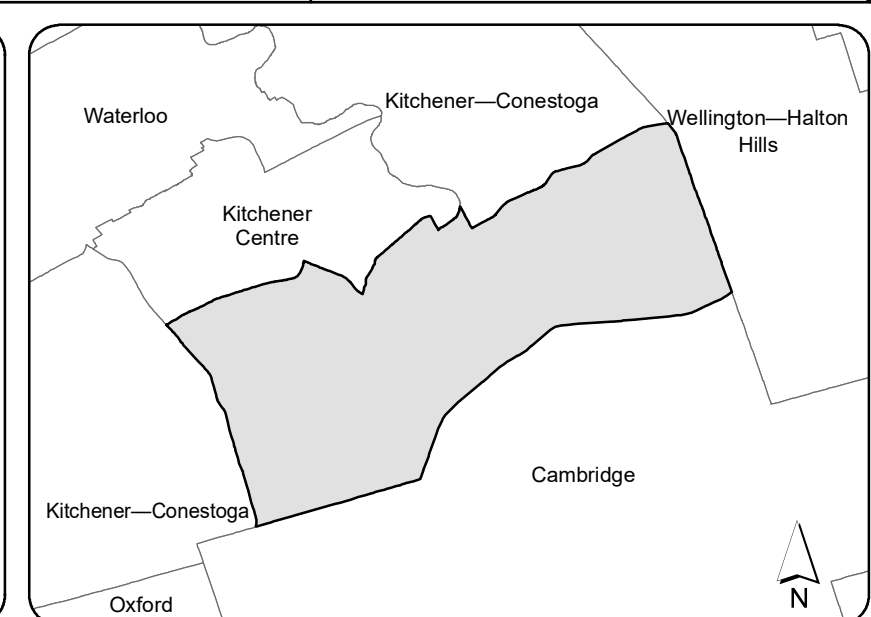 Kitchener—Conestoga
Waterloo
Wellington—Halton
Hills
Kitchener
Centre
Cambridge
Kitchener—Conestoga
Oxford
N